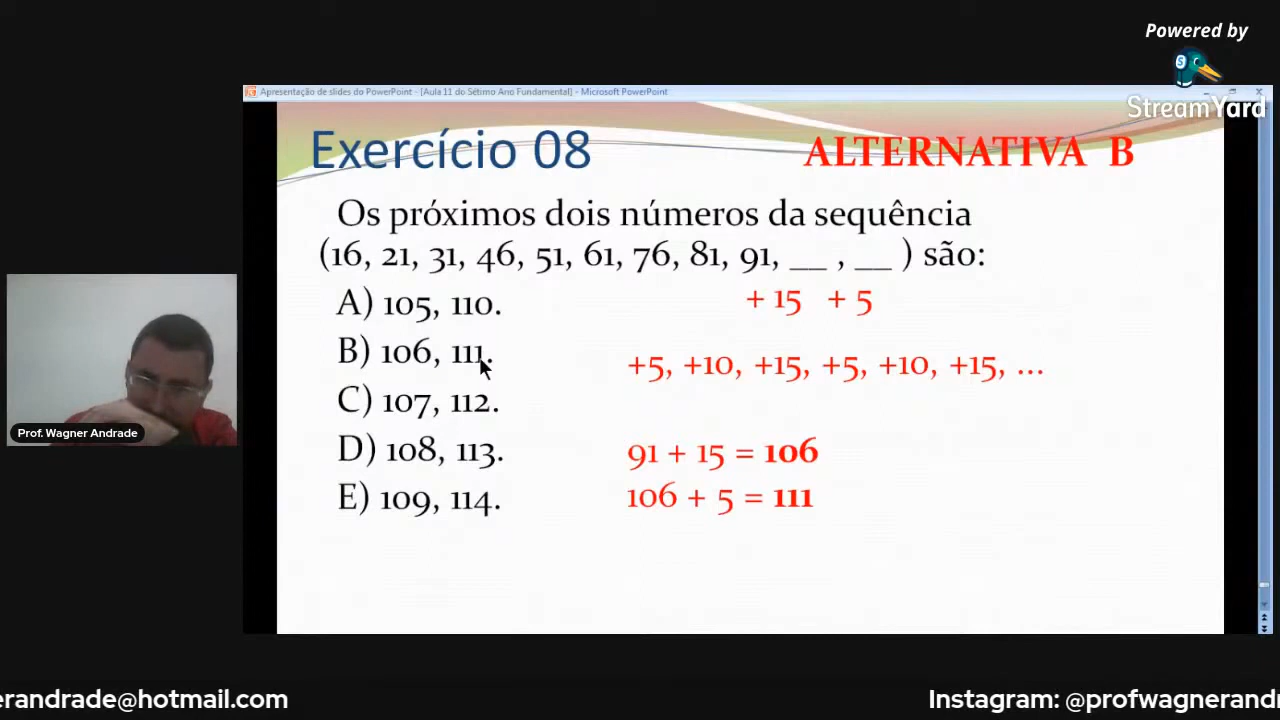 Powered by
StreamYard
Apresentação de slides do PowerPoint - [Aula 11 do Sétimo Ano Fundamental] - Microsoft PowerPoint
Exercício 08
ALTERNATIVA B
Os próximos dois números da sequência
(16, 21, 31, 46, 51, 61, 76, 81, 91, __ , __ ) são:
A) 105, 110.
+ 15 + 5
B) 106, 111.
+5, +10, +15, +5, +10, +15, ...
C) 107, 112.
D) 108, 113.
91 + 15 = 106
E) 109, 114.
106 + 5 = 111
Prof. Wagner Andrade
erandrade@hotmail.com
Instagram: @profwagnerand